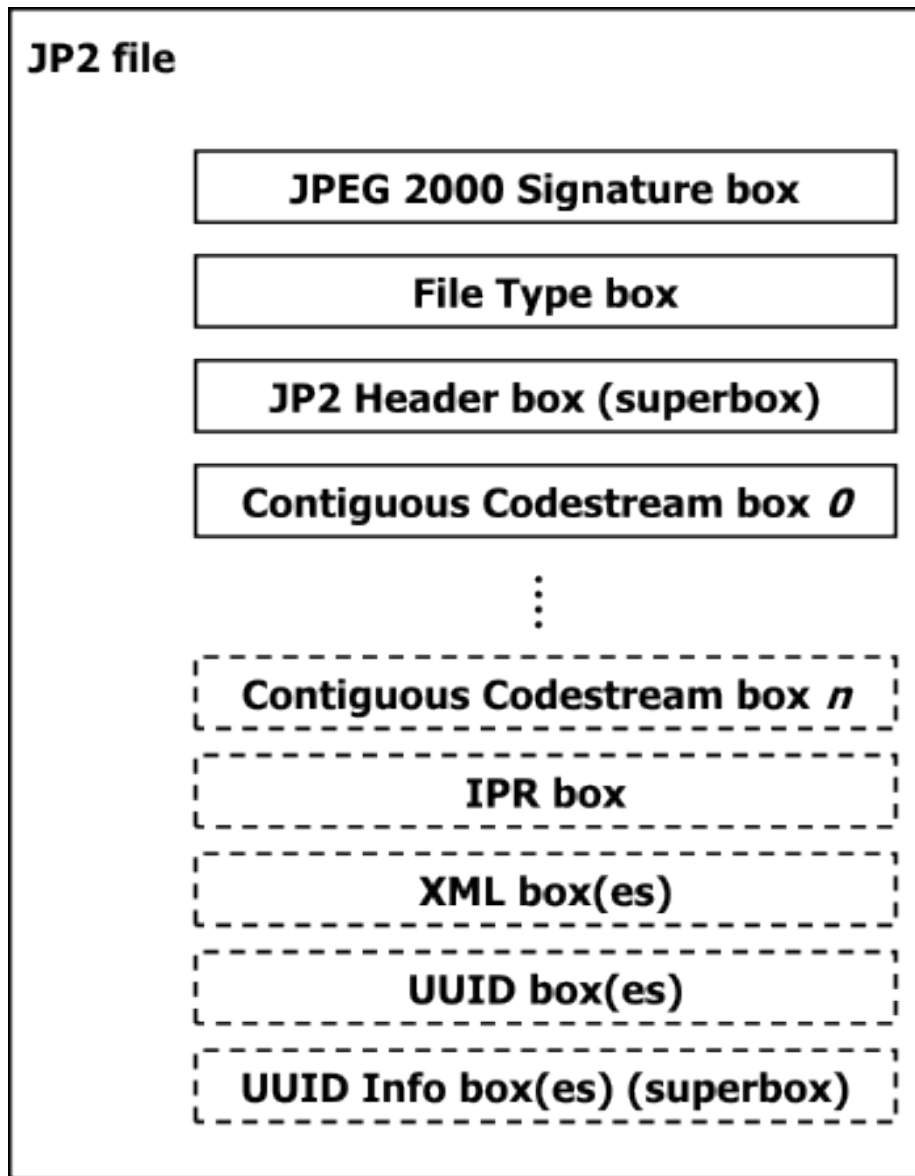 JP2 file
JPEG 2000 Signature box
File Type box
JP2 Header box (superbox)
Contiguous Codestream box 0
Contiguous Codestream box n
IPR box
XML box(es)
UUID box(es)
UUID Info box(es) (superbox)